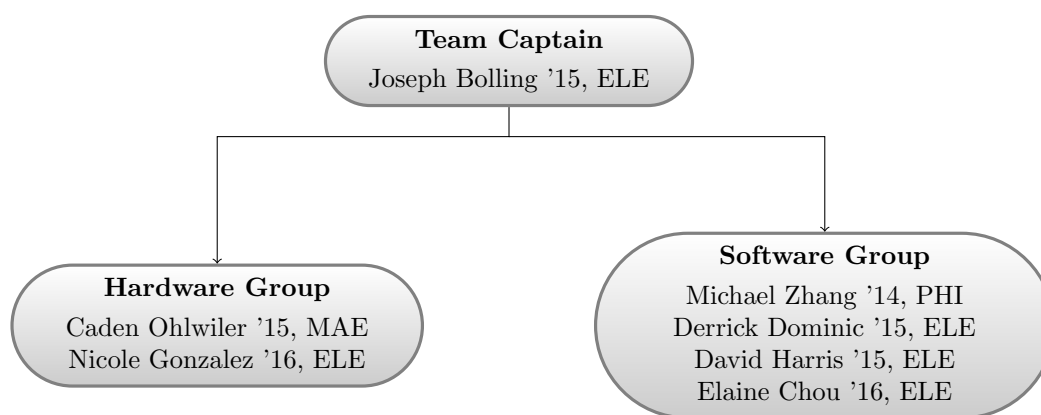 Team Captain
Joseph Bolling '15, ELE
Hardware Group
Caden Ohlwiler '15, MAE
Nicole Gonzalez '16, ELE
Software Group
Michael Zhang '14, PHI
Derrick Dominic '15, ELE
David Harris '15, ELE
Elaine Chou '16, ELE